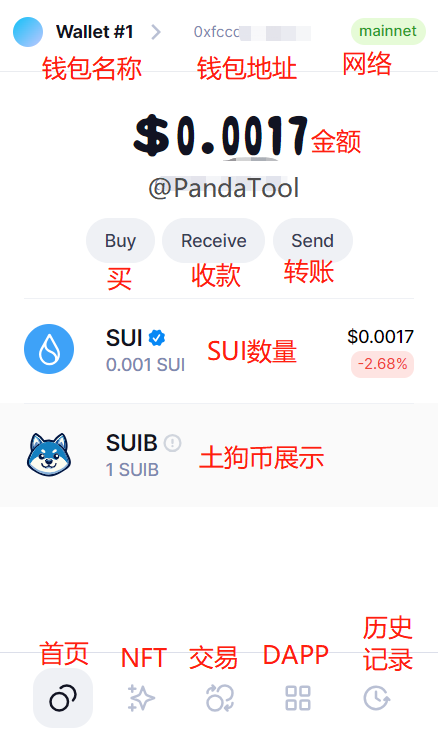 Wallet #1
0xfccc
mainnet
钱包名称
钱包地址
网络
$0.0017
金额
@PandaTool
Buy
Receive
Send
买
收款
转账
SUI
$0.0017
0.001 SUI
SUI数量
-2.68%
SUIB
1 SUIB
土狗币展示
首页
NFT
交易
DAPP
历史
记录